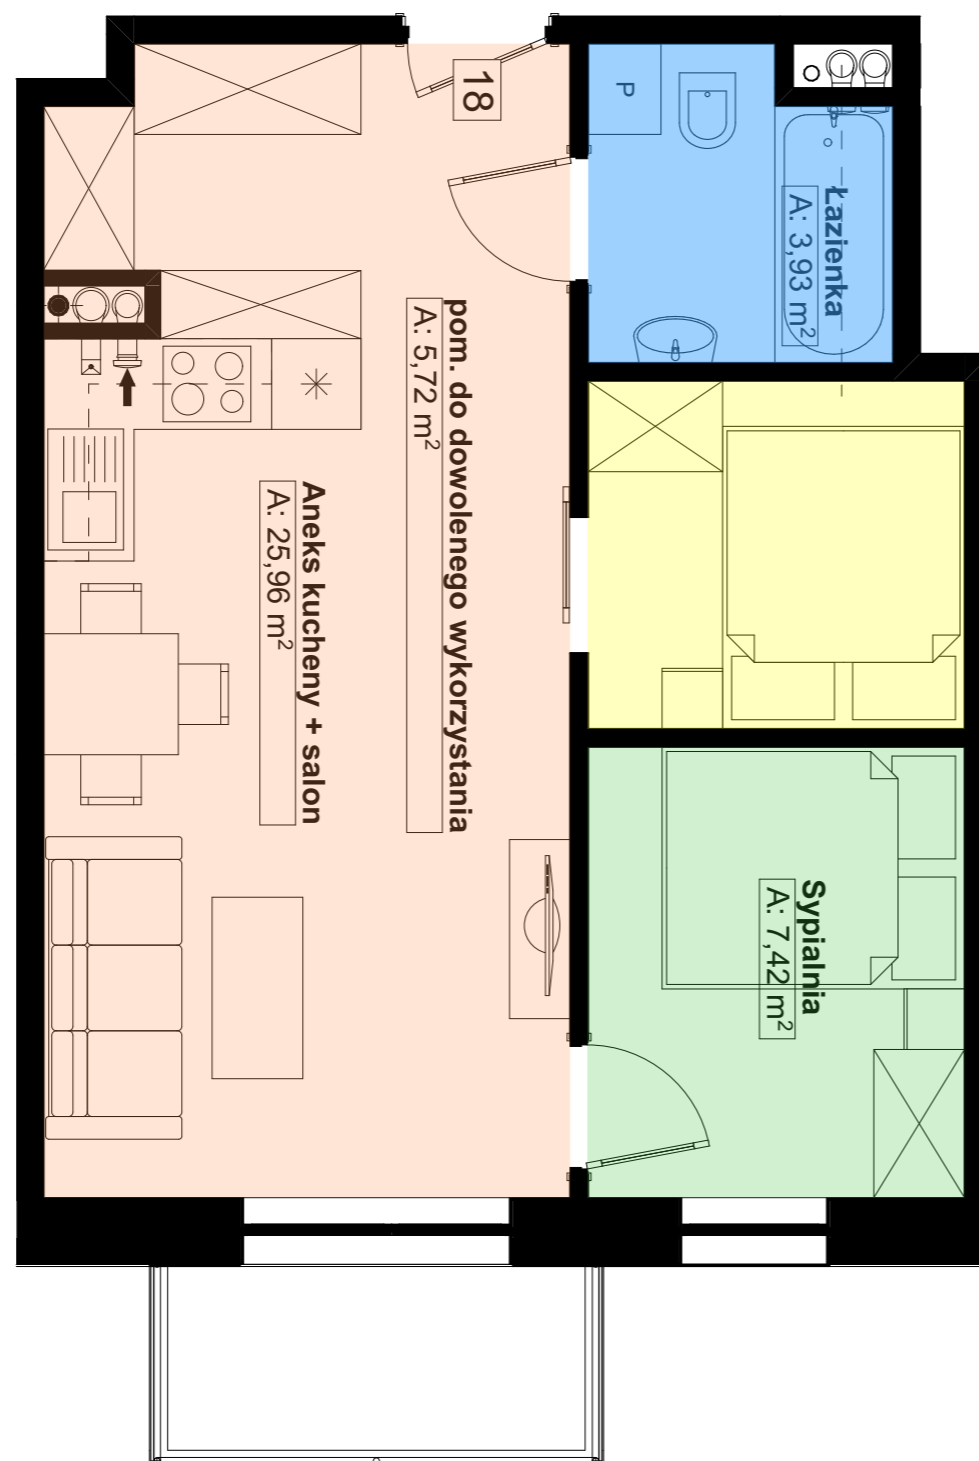 18
P
Łazienka
A: 3,93 m²
pom. do dowolenego wykorzystania
A: 5,72 m²
Aneks kucheny + salon
A: 25,96 m²
Sypialnia
A: 7,42 m²